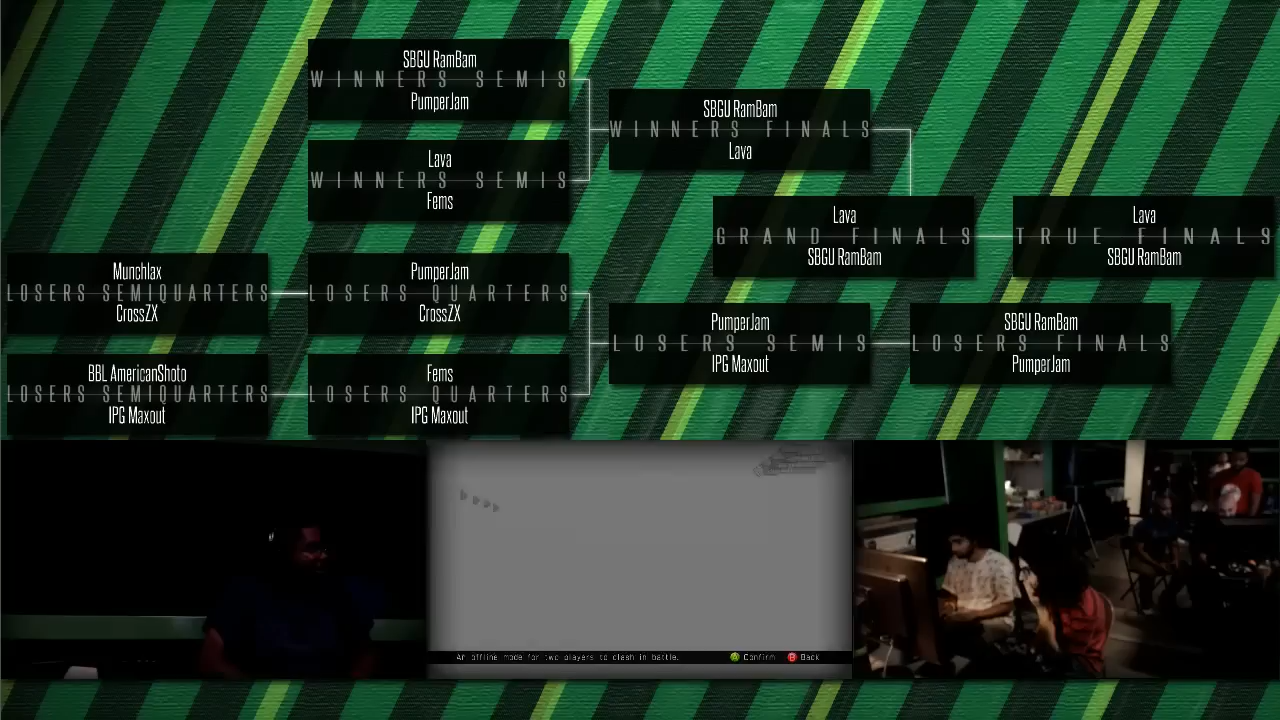 SBGU RamBam
WINNERS SEMIS
PumperJam
Lava
WINNERS SEMIS
Fems
SBGU RamBam
WINNERS FINALS
Lava
Lava
GRAND FINALS
SBGU RamBam
Lava
TRUE FINALS
SBGU RamBam
Munchlax
LOSERS SEMIQUARTERS
CrossZX
PumperJam
LOSERS QUARTERS
CrossZX
BBL AmericanShoto
LOSERS SEMIQUARTERS
IPG Maxout
Fems
LOSERS QUARTERS
IPG Maxout
PumperJam
LOSERS SEMIS
IPG Maxout
SBGU RamBam
LOSERS FINALS
PumperJam
An offline mode for two players to clash in battle.
A Confirm B Back